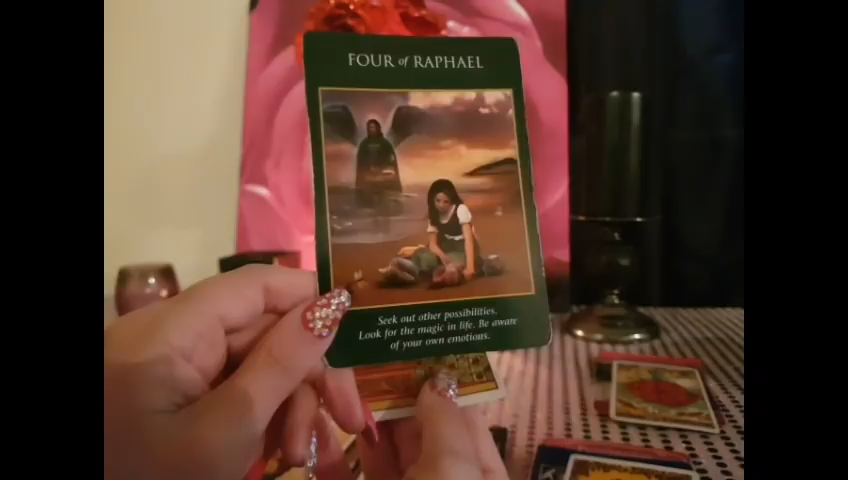 FOUR of RAPHAEL
Seek out other possibilities.
Look for the magic in life. Be aware
of your own emotions.